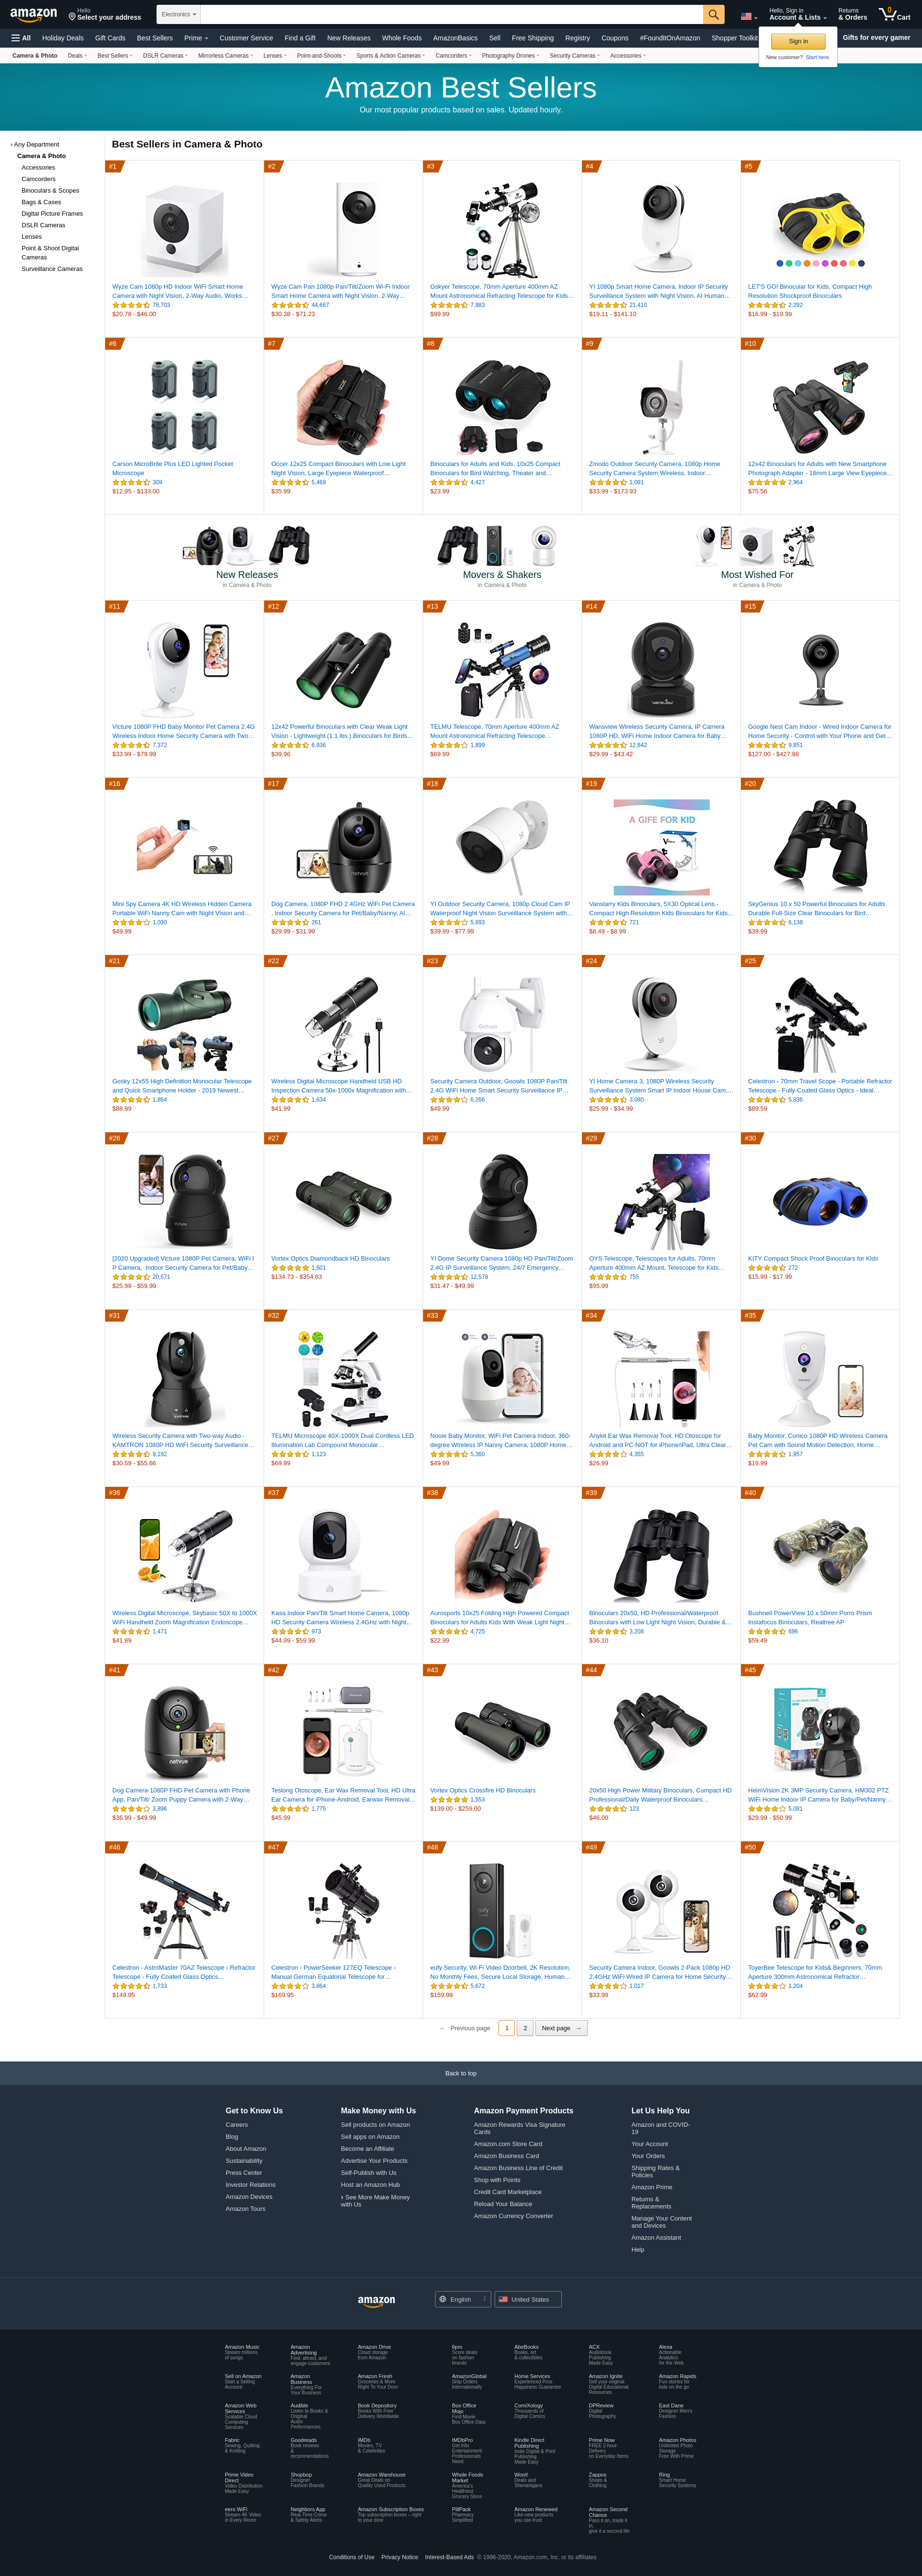 amazon
Hello
Select your address
Electronics
Hello, Sign in
Account & Lists
Returns
& Orders
0
Cart
All
Holiday Deals
Gift Cards
Best Sellers
Prime
Customer Service
Find a Gift
New Releases
Whole Foods
AmazonBasics
Sell
Free Shipping
Registry
Coupons
#FoundItOnAmazon
Shopper Toolkit
Gifts for every gamer
Sign in
New customer? Start here.
Camera & Photo
Deals
Best Sellers
DSLR Cameras
Mirrorless Cameras
Lenses
Point-and-Shoots
Sports & Action Cameras
Camcorders
Photography Drones
Security Cameras
Accessories
Amazon Best Sellers
Our most popular products based on sales. Updated hourly.
‹ Any Department
Camera & Photo
Accessories
Camcorders
Binoculars & Scopes
Bags & Cases
Digital Picture Frames
DSLR Cameras
Lenses
Point & Shoot Digital
Cameras
Surveillance Cameras
Best Sellers in Camera & Photo
#1
Wyze Cam 1080p HD Indoor WiFi Smart Home
Camera with Night Vision, 2-Way Audio, Works…
78,703
$20.78 - $46.00
#2
Wyze Cam Pan 1080p Pan/Tilt/Zoom Wi-Fi Indoor
Smart Home Camera with Night Vision, 2-Way…
44,667
$30.38 - $71.23
#3
Gskyer Telescope, 70mm Aperture 400mm AZ
Mount Astronomical Refracting Telescope for Kids…
7,983
$99.99
#4
YI 1080p Smart Home Camera, Indoor IP Security
Surveillance System with Night Vision, AI Human…
21,410
$19.11 - $141.10
#5
LET'S GO! Binocular for Kids, Compact High
Resolution Shockproof Binoculars
2,292
$16.99 - $19.99
#6
Carson MicroBrite Plus LED Lighted Pocket
Microscope
309
$12.95 - $133.00
#7
Occer 12x25 Compact Binoculars with Low Light
Night Vision, Large Eyepiece Waterproof…
5,469
$35.99
#8
Binoculars for Adults and Kids, 10x25 Compact
Binoculars for Bird Watching, Theater and…
4,427
$23.99
#9
Zmodo Outdoor Security Camera, 1080p Home
Security Camera System Wireless, Indoor…
1,091
$33.99 - $173.93
#10
12x42 Binoculars for Adults with New Smartphone
Photograph Adapter - 18mm Large View Eyepiece…
2,964
$75.56
New Releases
in Camera & Photo
Movers & Shakers
in Camera & Photo
Most Wished For
in Camera & Photo
#11
Victure 1080P FHD Baby Monitor Pet Camera 2.4G
Wireless Indoor Home Security Camera with Two…
7,372
$33.99 - $79.99
#12
12x42 Powerful Binoculars with Clear Weak Light
Vision - Lightweight (1.1 lbs.) Binoculars for Birds…
6,936
$39.96
#13
TELMU Telescope, 70mm Aperture 400mm AZ
Mount Astronomical Refracting Telescope…
1,899
$69.99
#14
Wansview Wireless Security Camera, IP Camera
1080P HD, WiFi Home Indoor Camera for Baby…
12,842
$29.99 - $43.42
#15
Google Nest Cam Indoor - Wired Indoor Camera for
Home Security - Control with Your Phone and Get…
9,851
$127.00 - $427.98
#16
Mini Spy Camera 4K HD Wireless Hidden Camera
Portable WiFi Nanny Cam with Night Vision and…
1,030
$49.99
#17
netvue
Dog Camera, 1080P FHD 2.4GHz WiFi Pet Camera
, Indoor Security Camera for Pet/Baby/Nanny, AI…
261
$29.99 - $31.99
#18
YI Outdoor Security Camera, 1080p Cloud Cam IP
Waterproof Night Vision Surveillance System with…
5,893
$39.99 - $77.99
#19
A GIFE FOR KID
Vanstarry Kids Binoculars, 5X30 Optical Lens -
Compact High Resolution Kids Binoculars for Kids…
721
$8.49 - $8.99
#20
SkyGenius 10 x 50 Powerful Binoculars for Adults
Durable Full-Size Clear Binoculars for Bird…
6,138
$39.99
#21
Gosky 12x55 High Definition Monocular Telescope
and Quick Smartphone Holder - 2019 Newest…
1,884
$88.99
#22
Wireless Digital Microscope Handheld USB HD
Inspection Camera 50x-1000x Magnification with…
1,634
$41.99
#23
Security Camera Outdoor, Goowls 1080P Pan/Tilt
2.4G WiFi Home Smart Security Surveillance IP…
6,266
$49.99
#24
YI Home Camera 3, 1080P Wireless Security
Surveillance System Smart IP Indoor House Cam,…
3,080
$25.99 - $34.99
#25
Celestron - 70mm Travel Scope - Portable Refractor
Telescope - Fully-Coated Glass Optics - Ideal…
5,836
$89.59
#26
[2020 Upgraded] Victure 1080P Pet Camera, WiFi I
P Camera, Indoor Security Camera for Pet/Baby…
20,571
$25.99 - $59.99
#27
Vortex Optics Diamondback HD Binoculars
1,601
$134.73 - $354.63
#28
YI Dome Security Camera 1080p HD Pan/Tilt/Zoom
2.4G IP Surveillance System, 24/7 Emergency…
12,578
$31.47 - $49.99
#29
OYS Telescope, Telescopes for Adults, 70mm
Aperture 400mm AZ Mount, Telescope for Kids…
755
$95.99
#30
KITY Compact Shock Proof Binoculars for Kids
272
$15.99 - $17.99
#31
Wireless Security Camera with Two-way Audio -
KAMTRON 1080P HD WiFi Security Surveillance…
9,192
$30.59 - $55.66
#32
TELMU Microscope 40X-1000X Dual Cordless LED
Illumination Lab Compound Monocular…
1,123
$69.99
#33
Nooie Baby Monitor, WiFi Pet Camera Indoor, 360-
degree Wireless IP Nanny Camera, 1080P Home…
5,360
$49.99
#34
Anykit Ear Wax Removal Tool, HD Otoscope for
Android and PC-NOT for iPhone/iPad, Ultra Clear…
4,355
$26.99
#35
Baby Monitor, Conico 1080P HD Wireless Camera
Pet Cam with Sound Motion Detection, Home…
1,957
$19.99
#36
Wireless Digital Microscope, Skybasic 50X to 1000X
WiFi Handheld Zoom Magnification Endoscope…
1,471
$41.89
#37
Kasa Indoor Pan/Tilt Smart Home Camera, 1080p
HD Security Camera Wireless 2.4GHz with Night…
973
$44.99 - $59.99
#38
Aurosports 10x25 Folding High Powered Compact
Binoculars for Adults Kids With Weak Light Night…
4,725
$22.99
#39
Binoculars 20x50, HD Professional/Waterproof
Binoculars with Low Light Night Vision, Durable &…
3,208
$36.10
#40
Bushnell PowerView 10 x 50mm Porro Prism
Instafocus Binoculars, Realtree AP
696
$59.49
#41
netvue
Dog Camera-1080P FHD Pet Camera with Phone
App, Pan/Tilt/ Zoom Puppy Camera with 2-Way…
3,896
$36.99 - $49.99
#42
Teslong Otoscope, Ear Wax Removal Tool, HD Ultra
Ear Camera for iPhone-Android, Earwax Removal…
1,775
$45.99
#43
Vortex Optics Crossfire HD Binoculars
1,553
$139.00 - $259.00
#44
20x50 High Power Military Binoculars, Compact HD
Professional/Daily Waterproof Binoculars…
123
$46.00
#45
HeimVision 2K 3MP Security Camera, HM302 PTZ
WiFi Home Indoor IP Camera for Baby/Pet/Nanny…
5,081
$29.99 - $50.99
#46
Celestron - AstroMaster 70AZ Telescope - Refractor
Telescope - Fully Coated Glass Optics…
1,733
$149.95
#47
Celestron - PowerSeeker 127EQ Telescope -
Manual German Equatorial Telescope for…
3,864
$169.95
#48
eufy
eufy Security, Wi-Fi Video Doorbell, 2K Resolution,
No Monthly Fees, Secure Local Storage, Human…
5,672
$159.99
#49
Security Camera Indoor, Goowls 2-Pack 1080p HD
2.4GHz WiFi Wired IP Camera for Home Security…
1,017
$33.99
#50
ToyerBee Telescope for Kids& Beginners, 70mm
Aperture 300mm Astronomical Refractor…
1,204
$62.99
← Previous page
1
2
Next page →
Back to top
Get to Know Us
Careers
Blog
About Amazon
Sustainability
Press Center
Investor Relations
Amazon Devices
Amazon Tours
Make Money with Us
Sell products on Amazon
Sell apps on Amazon
Become an Affiliate
Advertise Your Products
Self-Publish with Us
Host an Amazon Hub
› See More Make Money
with Us
Amazon Payment Products
Amazon Rewards Visa Signature
Cards
Amazon.com Store Card
Amazon Business Card
Amazon Business Line of Credit
Shop with Points
Credit Card Marketplace
Reload Your Balance
Amazon Currency Converter
Let Us Help You
Amazon and COVID-
19
Your Account
Your Orders
Shipping Rates &
Policies
Amazon Prime
Returns &
Replacements
Manage Your Content
and Devices
Amazon Assistant
Help
amazon
English
United States
Amazon Music
Stream millions
of songs
Amazon
Advertising
Find, attract, and
engage customers
Amazon Drive
Cloud storage
from Amazon
6pm
Score deals
on fashion
brands
AbeBooks
Books, art
& collectibles
ACX
Audiobook
Publishing
Made Easy
Alexa
Actionable
Analytics
for the Web
Sell on Amazon
Start a Selling
Account
Amazon
Business
Everything For
Your Business
Amazon Fresh
Groceries & More
Right To Your Door
AmazonGlobal
Ship Orders
Internationally
Home Services
Experienced Pros
Happiness Guarantee
Amazon Ignite
Sell your original
Digital Educational
Resources
Amazon Rapids
Fun stories for
kids on the go
Amazon Web
Services
Scalable Cloud
Computing
Services
Audible
Listen to Books &
Original
Audio
Performances
Book Depository
Books With Free
Delivery Worldwide
Box Office
Mojo
Find Movie
Box Office Data
ComiXology
Thousands of
Digital Comics
DPReview
Digital
Photography
East Dane
Designer Men's
Fashion
Fabric
Sewing, Quilting
& Knitting
Goodreads
Book reviews
&
recommendations
IMDb
Movies, TV
& Celebrities
IMDbPro
Get Info
Entertainment
Professionals
Need
Kindle Direct
Publishing
Indie Digital & Print
Publishing
Made Easy
Prime Now
FREE 2-hour
Delivery
on Everyday Items
Amazon Photos
Unlimited Photo
Storage
Free With Prime
Prime Video
Direct
Video Distribution
Made Easy
Shopbop
Designer
Fashion Brands
Amazon Warehouse
Great Deals on
Quality Used Products
Whole Foods
Market
America's
Healthiest
Grocery Store
Woot!
Deals and
Shenanigans
Zappos
Shoes &
Clothing
Ring
Smart Home
Security Systems
eero WiFi
Stream 4K Video
in Every Room
Neighbors App
Real-Time Crime
& Safety Alerts
Amazon Subscription Boxes
Top subscription boxes – right
to your door
PillPack
Pharmacy
Simplified
Amazon Renewed
Like-new products
you can trust
Amazon Second
Chance
Pass it on, trade it
in,
give it a second life
Conditions of Use Privacy Notice Interest-Based Ads © 1996-2020, Amazon.com, Inc. or its affiliates